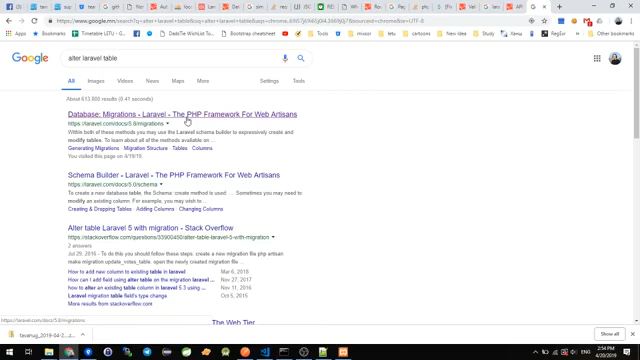 https://www.google.mn/search?q=alter+laravel+table&oq=alter+laravel+table&aqs=chrome..69i57j0l4j69i60.6957j0j7&sourceid=chrome&ie=UTF-8
Apps
Bootstrap cheatsheet
DadeTie WishList To
mission
letu
courses
Other bookmarks
Google
alter laravel table
All Images Videos News Maps More Settings Tools
About 613,000 results (0.41 seconds)
Database: Migrations - Laravel - The PHP Framework For Web Artisans
https://laravel.com/docs/5.8/migrations
Within both of these methods you may use the Laravel schema builder to expressively create and
modify tables. To learn about all of the methods available on ...
Generating Migrations · Migration Structure · Tables · Columns
You visited this page on 4/19/19.
Schema Builder - Laravel - The PHP Framework For Web Artisans
https://laravel.com/docs/5.0/schema
To create a new database table, the Schema::create method is used: ... Sometimes you may need to
modify an existing column. For example, you may wish to ...
Creating & Dropping Tables · Adding Columns · Changing Columns
Alter table Laravel 5 with migration - Stack Overflow
https://stackoverflow.com/questions/33900450/alter-table-laravel-5-with-migration
2 answers
Jul 29, 2016 - To do this you should follow these steps: create a new migration file php artisan
make:migration update_votes_table. open the newly created migration file ...
How to add new column to existing table in laravel Mar 6, 2018
How can I add field using alter table on the migration laravel ... Nov 27, 2017
how to alter an existing table column in laravel 5.3 using ... Nov 11, 2016
Laravel migration table field's type change Oct 5, 2015
More results from stackoverflow.com
https://laravel.com/docs/5.8/migrations
The Web Tier
Show all
2:54 PM
4/20/2019